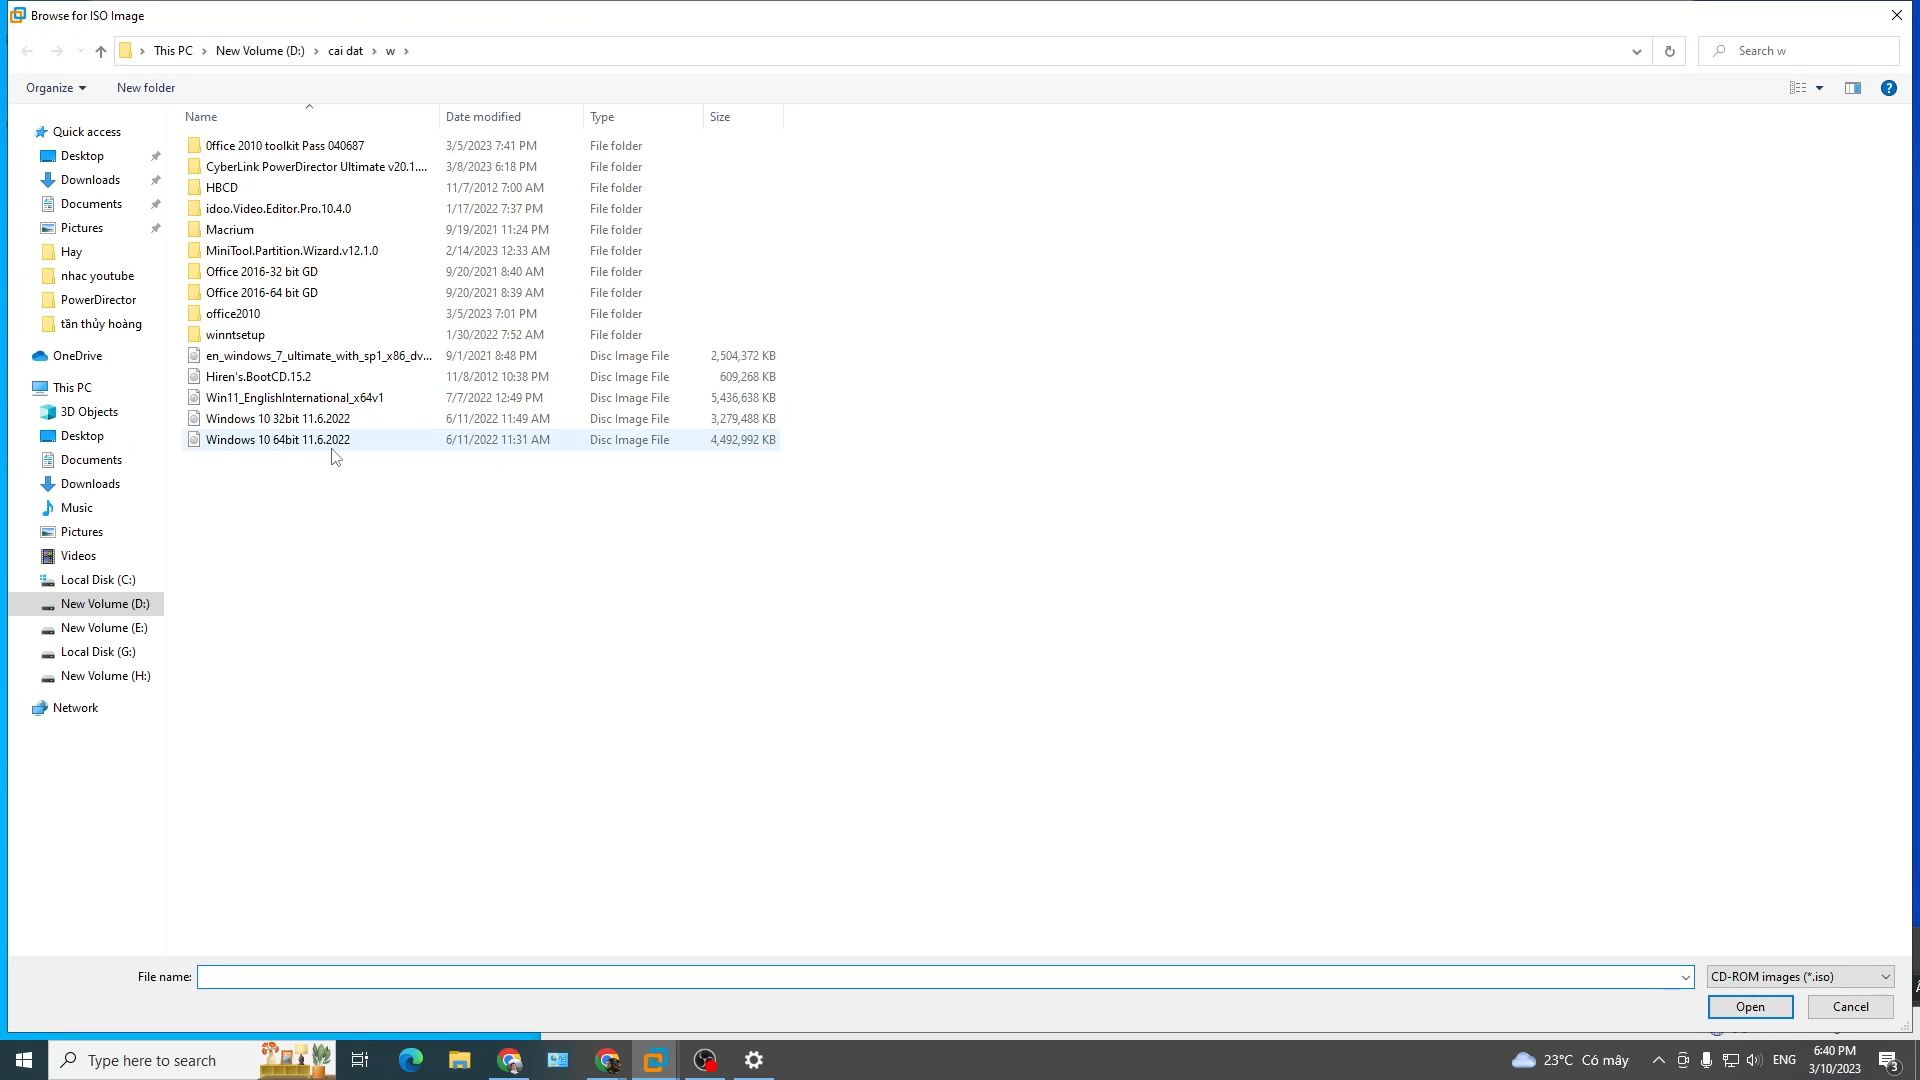 Browse for ISO Image
This PC
New Volume (D:)
cai dat
w
Search w
Organize
New folder
Name
Date modified
Type
Size
Quick access
Desktop
Downloads
Documents
Pictures
Hay
nhac youtube
PowerDirector
tần thủy hoàng
OneDrive
This PC
3D Objects
Desktop
Documents
Downloads
Music
Pictures
Videos
Local Disk (C:)
New Volume (D:)
New Volume (E:)
Local Disk (G:)
New Volume (H:)
Network
0ffice 2010 toolkit Pass 040687 3/5/2023 7:41 PM File folder
CyberLink PowerDirector Ultimate v20.1.... 3/8/2023 6:18 PM File folder
HBCD 11/7/2012 7:00 AM File folder
idoo.Video.Editor.Pro.10.4.0 1/17/2022 7:37 PM File folder
Macrium 9/19/2021 11:24 PM File folder
MiniTool.Partition.Wizard.v12.1.0 2/14/2023 12:33 AM File folder
Office 2016-32 bit GD 9/20/2021 8:40 AM File folder
Office 2016-64 bit GD 9/20/2021 8:39 AM File folder
office2010 3/5/2023 7:01 PM File folder
winntsetup 1/30/2022 7:52 AM File folder
en_windows_7_ultimate_with_sp1_x86_dv... 9/1/2021 8:48 PM Disc Image File 2,504,372 KB
Hiren's.BootCD.15.2 11/8/2012 10:38 PM Disc Image File 609,268 KB
Win11_EnglishInternational_x64v1 7/7/2022 12:49 PM Disc Image File 5,436,638 KB
Windows 10 32bit 11.6.2022 6/11/2022 11:49 AM Disc Image File 3,279,488 KB
Windows 10 64bit 11.6.2022 6/11/2022 11:31 AM Disc Image File 4,492,992 KB
File name:
CD-ROM images (*.iso)
Open
Cancel
Type here to search
23°C Có mây
ENG
6:40 PM
3/10/2023
3